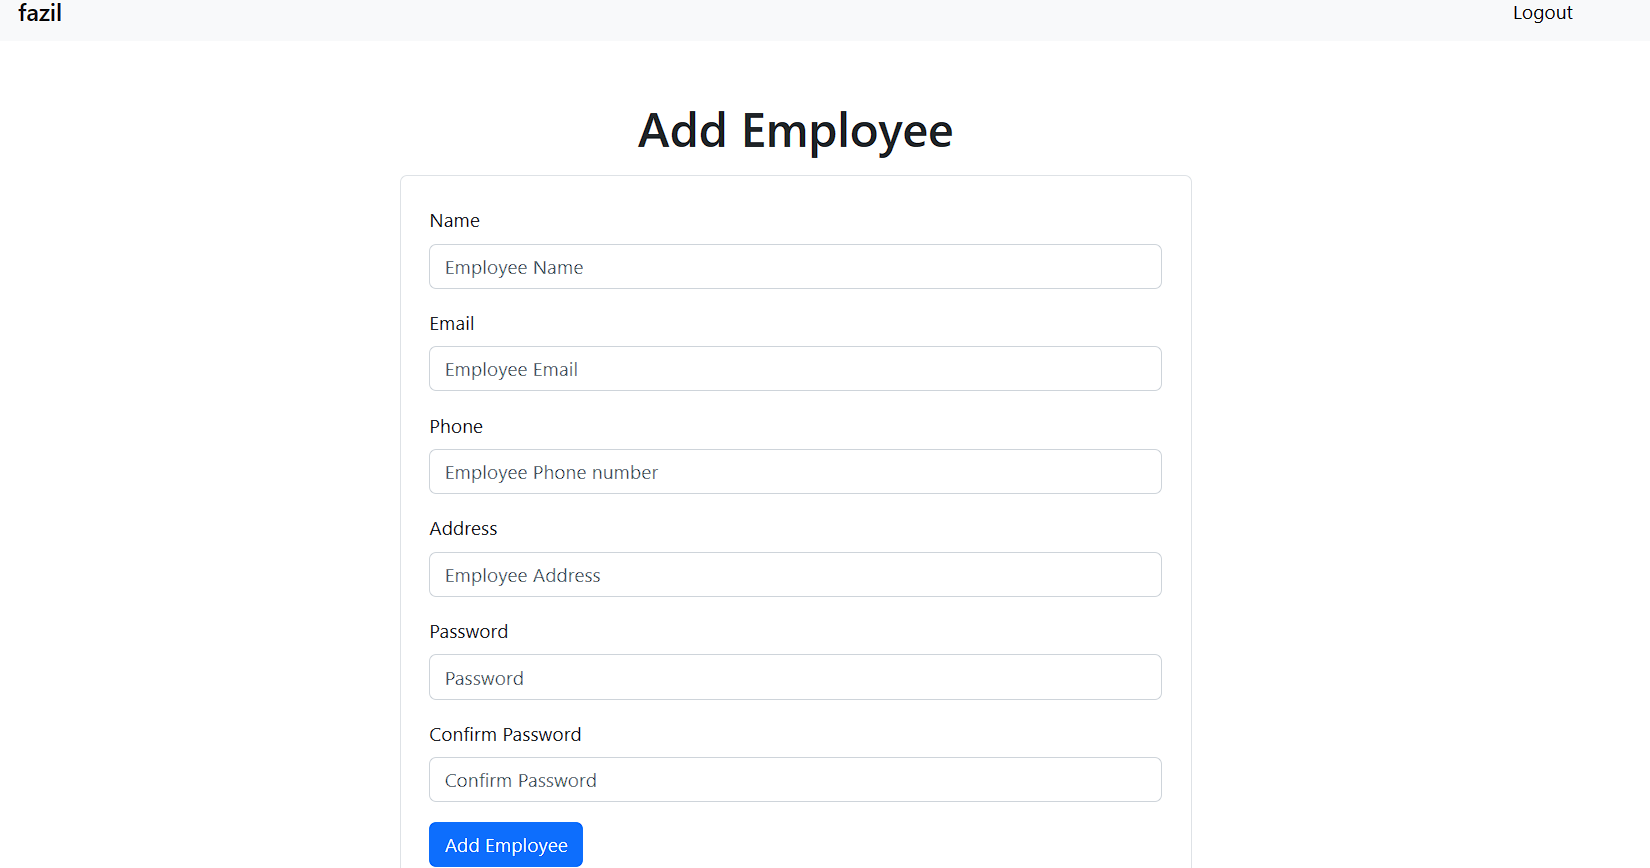 fazil
Logout
Add Employee
Name
Employee Name
Email
Employee Email
Phone
Employee Phone number
Address
Employee Address
Password
Password
Confirm Password
Confirm Password
Add Employee